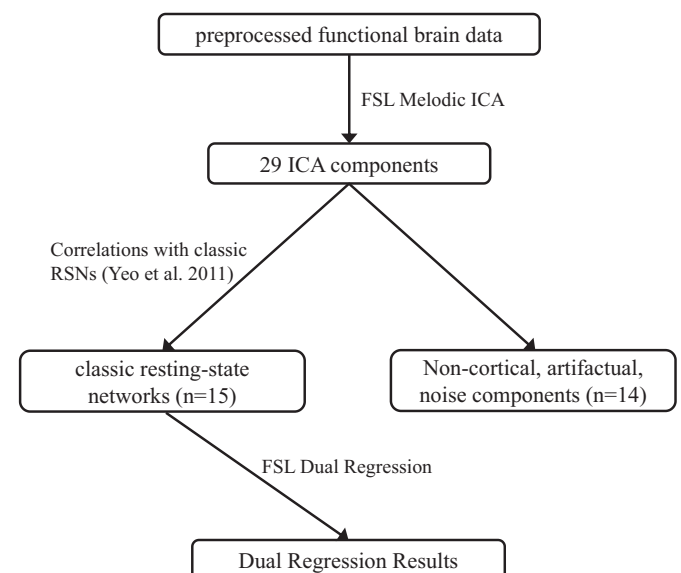 preprocessed functional brain data
FSL Melodic ICA
29 ICA components
Correlations with classic
RSNs (Yeo et al. 2011)
classic resting-state
networks (n=15)
Non-cortical, artifactual,
noise components (n=14)
FSL Dual Regression
Dual Regression Results